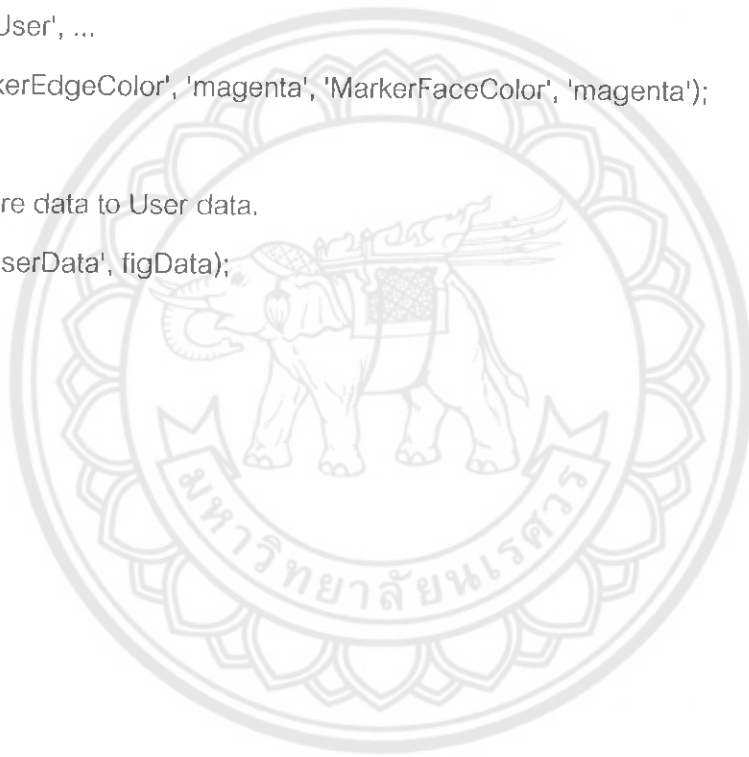 User', ...
kerEdgeColor', 'magenta', 'MarkerFaceColor', 'magenta');
re data to User data.
serData', figData);
มหาวิทยาลัยนเรศวร